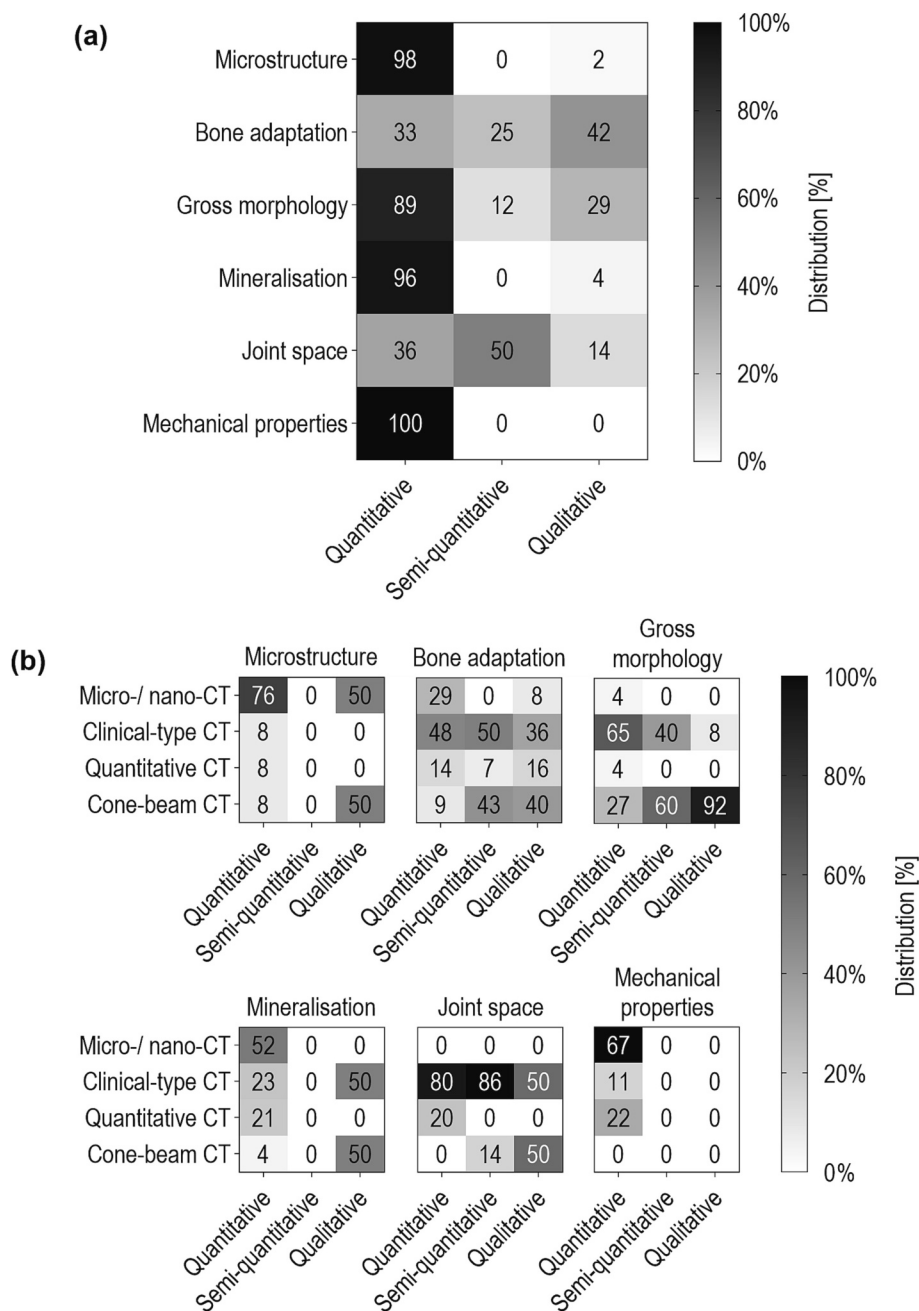 (a)
Microstructure 98 0 2
Bone adaptation 33 25 42
Gross morphology 89 12 29
Mineralisation 96 0 4
Joint space 36 50 14
Mechanical properties 100 0 0
Quantitative Semi-quantitative Qualitative
100%
80%
60%
40%
20%
0%
Distribution [%]
(b)
Microstructure Bone adaptation Gross morphology
Micro-/ nano-CT 76 0 50 29 0 8 4 0 0
Clinical-type CT 8 0 0 48 50 36 65 40 8
Quantitative CT 8 0 0 14 7 16 4 0 0
Cone-beam CT 8 0 50 9 43 40 27 60 92
Quantitative Semi-quantitative Qualitative Quantitative Semi-quantitative Qualitative Quantitative Semi-quantitative Qualitative
Mineralisation Joint space Mechanical properties
Micro-/ nano-CT 52 0 0 0 0 0 67 0 0
Clinical-type CT 23 0 50 80 86 50 11 0 0
Quantitative CT 21 0 0 20 0 0 22 0 0
Cone-beam CT 4 0 50 0 14 50 0 0 0
Quantitative Semi-quantitative Qualitative Quantitative Semi-quantitative Qualitative Quantitative Semi-quantitative Qualitative
100%
80%
60%
40%
20%
0%
Distribution [%]